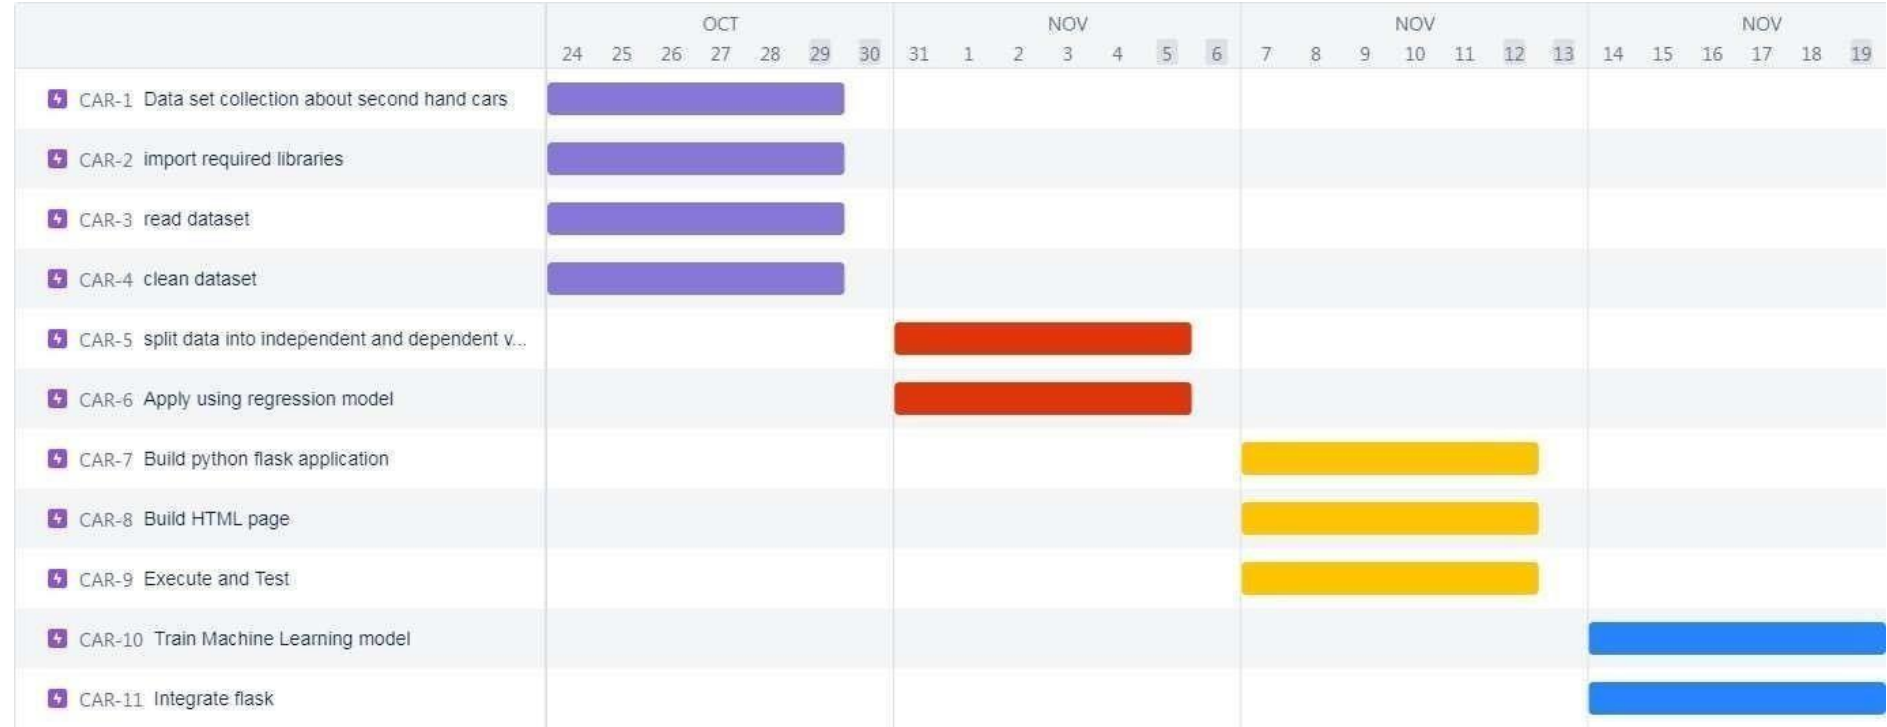 OCT NOV NOV NOV
24 25 26 27 28 29 30 31 1 2 3 4 5 6 7 8 9 10 11 12 13 14 15 16 17 18 19
CAR-1 Data set collection about second hand cars
CAR-2 import required libraries
CAR-3 read dataset
CAR-4 clean dataset
CAR-5 split data into independent and dependent v...
CAR-6 Apply using regression model
CAR-7 Build python flask application
CAR-8 Build HTML page
CAR-9 Execute and Test
CAR-10 Train Machine Learning model
CAR-11 Integrate flask